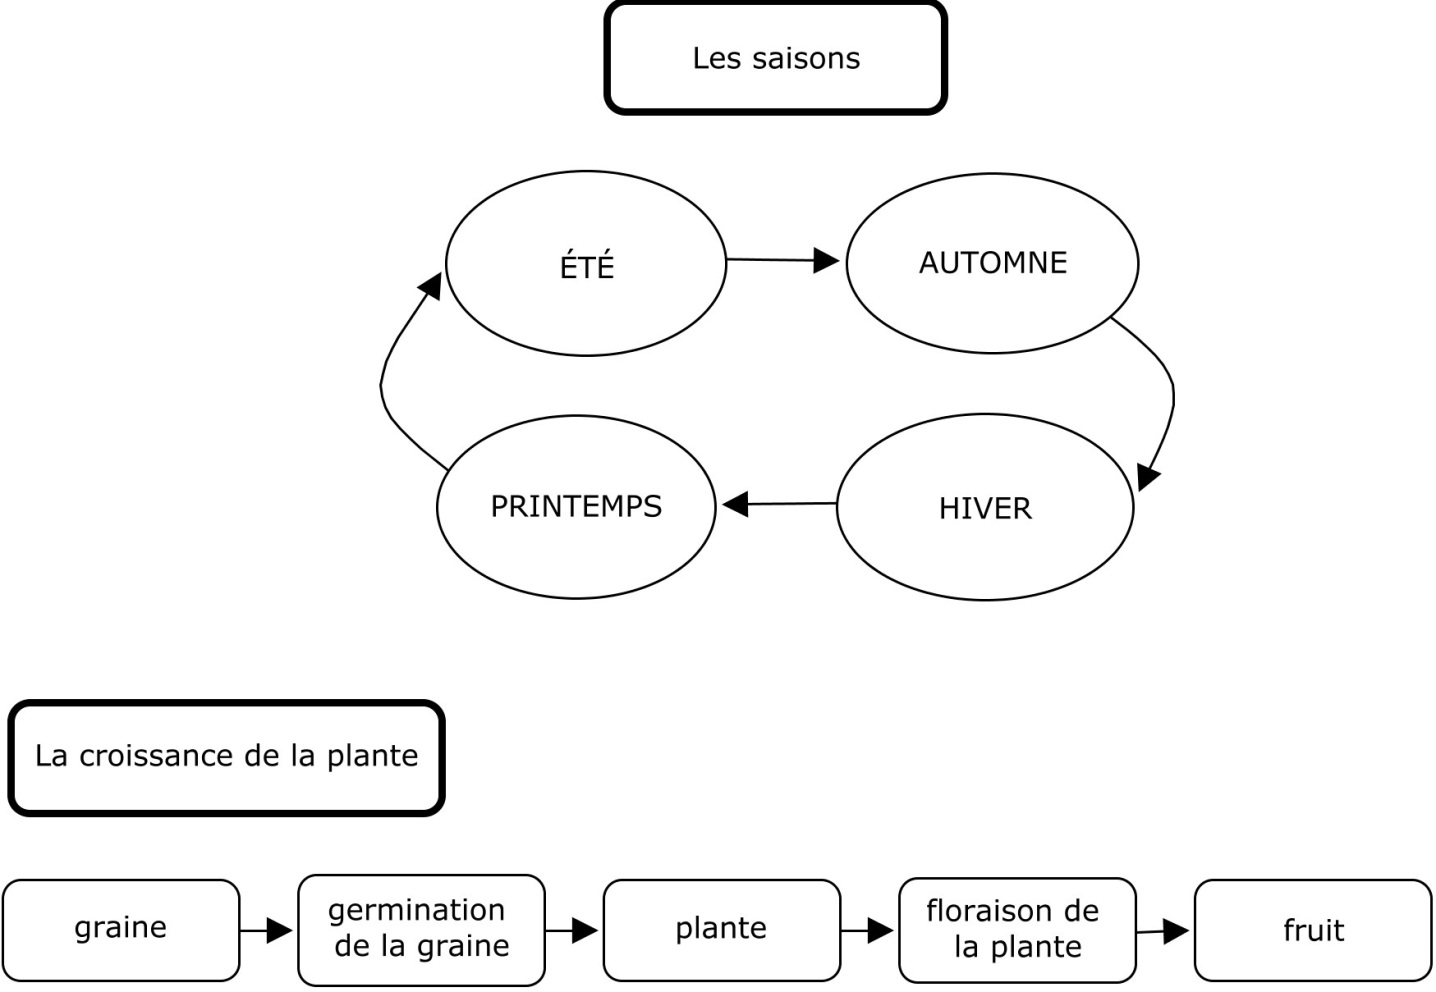 Les saisons
ÉTÉ
AUTOMNE
PRINTEMPS
HIVER
La croissance de la plante
graine
germination
de la graine
plante
floraison de
la plante
fruit